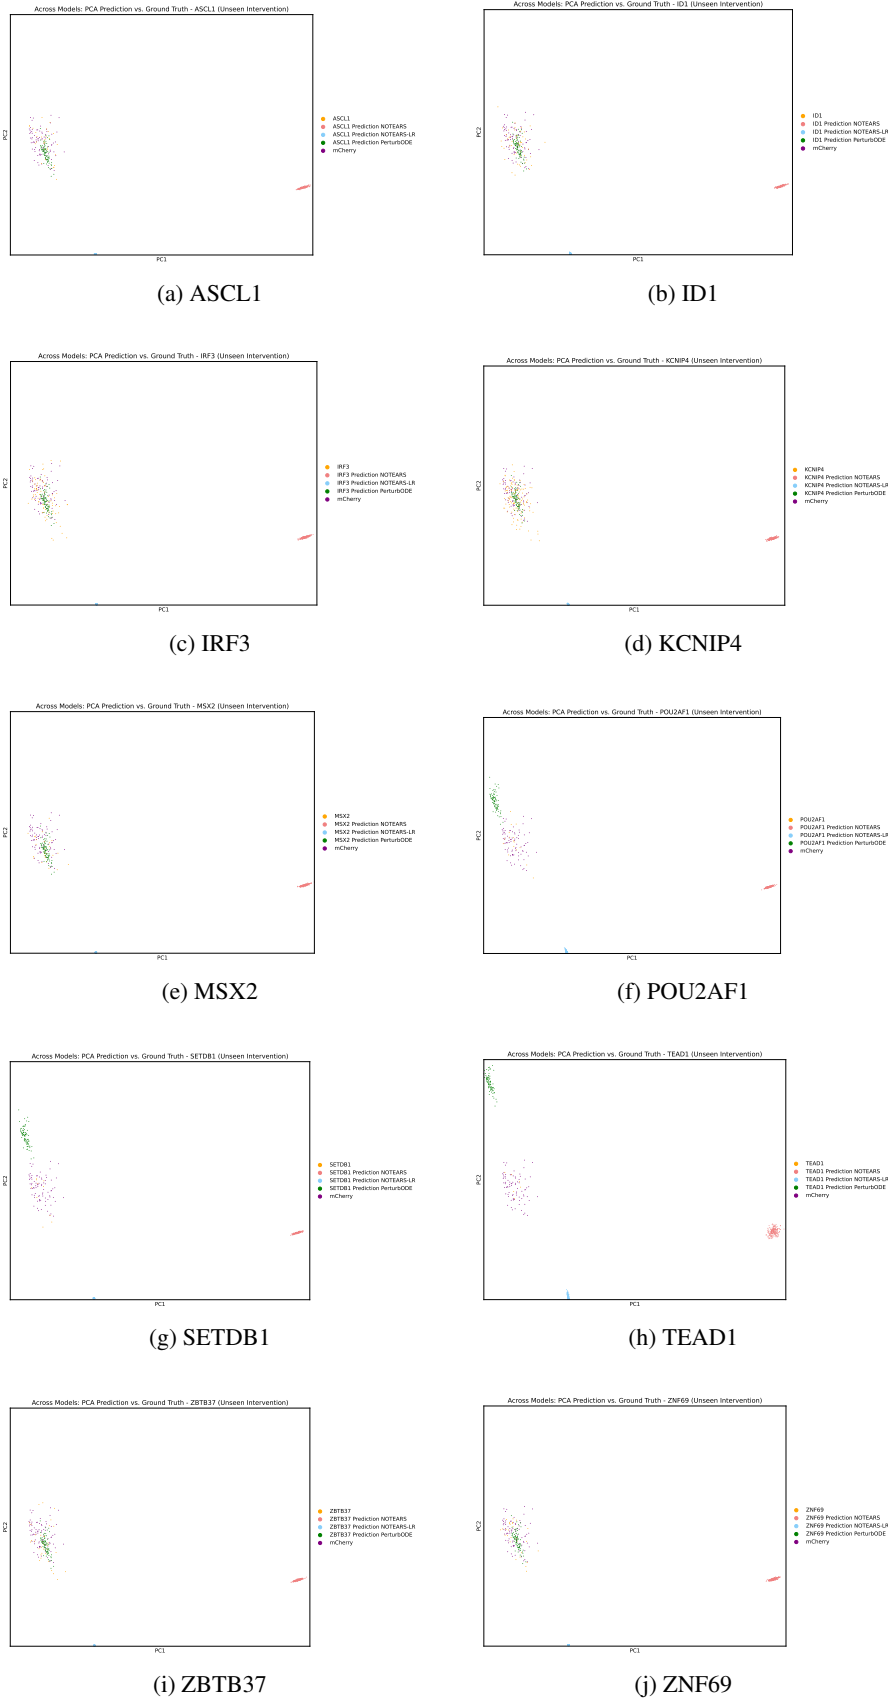 Across Models: PCA Prediction vs. Ground Truth - ASCL1 (Unseen Intervention)
PC2
ASCL1
ASCL1 Prediction NOTEARS
ASCL1 Prediction NOTEARS-LR
ASCL1 Prediction PerturbODE
mCherry
PC1
(a) ASCL1
Across Models: PCA Prediction vs. Ground Truth - ID1 (Unseen Intervention)
PC2
ID1
ID1 Prediction NOTEARS
ID1 Prediction NOTEARS-LR
ID1 Prediction PerturbODE
mCherry
PC1
(b) ID1
Across Models: PCA Prediction vs. Ground Truth - IRF3 (Unseen Intervention)
PC2
IRF3
IRF3 Prediction NOTEARS
IRF3 Prediction NOTEARS-LR
IRF3 Prediction PerturbODE
mCherry
PC1
(c) IRF3
Across Models: PCA Prediction vs. Ground Truth - KCNIP4 (Unseen Intervention)
PC2
KCNIP4
KCNIP4 Prediction NOTEARS
KCNIP4 Prediction NOTEARS-LR
KCNIP4 Prediction PerturbODE
mCherry
PC1
(d) KCNIP4
Across Models: PCA Prediction vs. Ground Truth - MSX2 (Unseen Intervention)
PC2
MSX2
MSX2 Prediction NOTEARS
MSX2 Prediction NOTEARS-LR
MSX2 Prediction PerturbODE
mCherry
PC1
(e) MSX2
Across Models: PCA Prediction vs. Ground Truth - POU2AF1 (Unseen Intervention)
PC2
POU2AF1
POU2AF1 Prediction NOTEARS
POU2AF1 Prediction NOTEARS-LR
POU2AF1 Prediction PerturbODE
mCherry
PC1
(f) POU2AF1
Across Models: PCA Prediction vs. Ground Truth - SETDB1 (Unseen Intervention)
PC2
SETDB1
SETDB1 Prediction NOTEARS
SETDB1 Prediction NOTEARS-LR
SETDB1 Prediction PerturbODE
mCherry
PC1
(g) SETDB1
Across Models: PCA Prediction vs. Ground Truth - TEAD1 (Unseen Intervention)
PC2
TEAD1
TEAD1 Prediction NOTEARS
TEAD1 Prediction NOTEARS-LR
TEAD1 Prediction PerturbODE
mCherry
PC1
(h) TEAD1
Across Models: PCA Prediction vs. Ground Truth - ZBTB37 (Unseen Intervention)
PC2
ZBTB37
ZBTB37 Prediction NOTEARS
ZBTB37 Prediction NOTEARS-LR
ZBTB37 Prediction PerturbODE
mCherry
PC1
(i) ZBTB37
Across Models: PCA Prediction vs. Ground Truth - ZNF69 (Unseen Intervention)
PC2
ZNF69
ZNF69 Prediction NOTEARS
ZNF69 Prediction NOTEARS-LR
ZNF69 Prediction PerturbODE
mCherry
PC1
(j) ZNF69